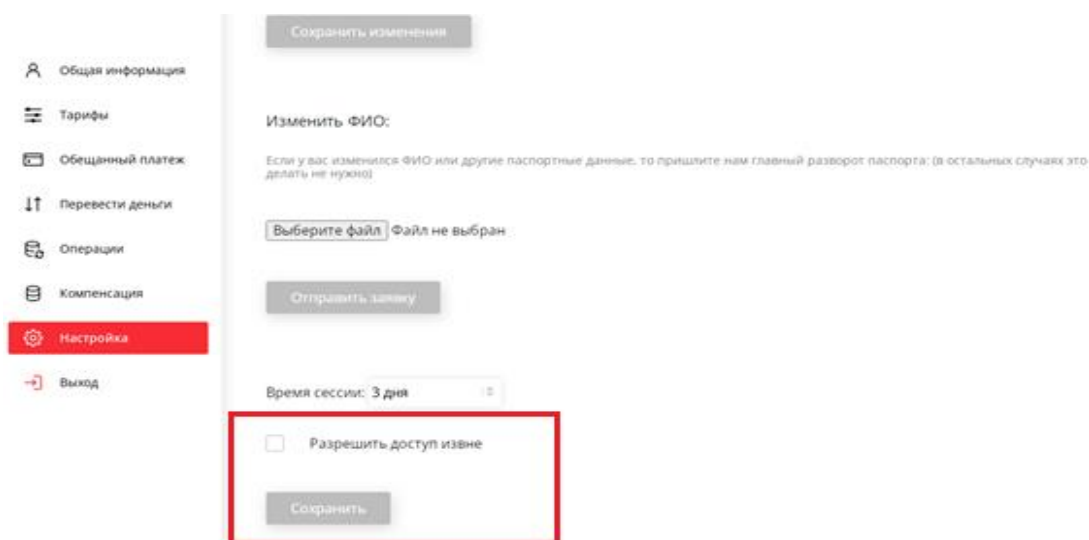 Сохранить изменения
Общая информация
Тарифы
Обещанный платеж
Перевести деньги
Операции
Компенсация
Настройка
Выход
Изменить ФИО:
Если у вас изменился ФИО или другие паспортные данные, то пришлите нам главный разворот паспорта: (в остальных случаях это
делать не нужно)
Выберите файл Файл не выбран
Отправить заявку
Время сессии: 3 дня
Разрешить доступ извне
Сохранить